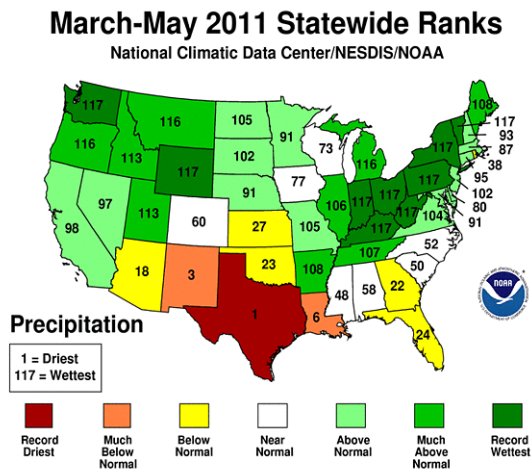 March-May 2011 Statewide Ranks
National Climatic Data Center/NESDIS/NOAA
117
116
116
113
105
102
91
91
73
77
116
108
117
93
87
38
95
102
80
91
117
117
117
117
117
117
117
98
97
113
60
27
105
106
104
107
52
50
18
3
23
108
1
6
48
58
22
24
NOAA
Precipitation
1 = Driest
117 = Wettest
Record
Driest
Much
Below
Normal
Below
Normal
Near
Normal
Above
Normal
Much
Above
Normal
Record
Wettest